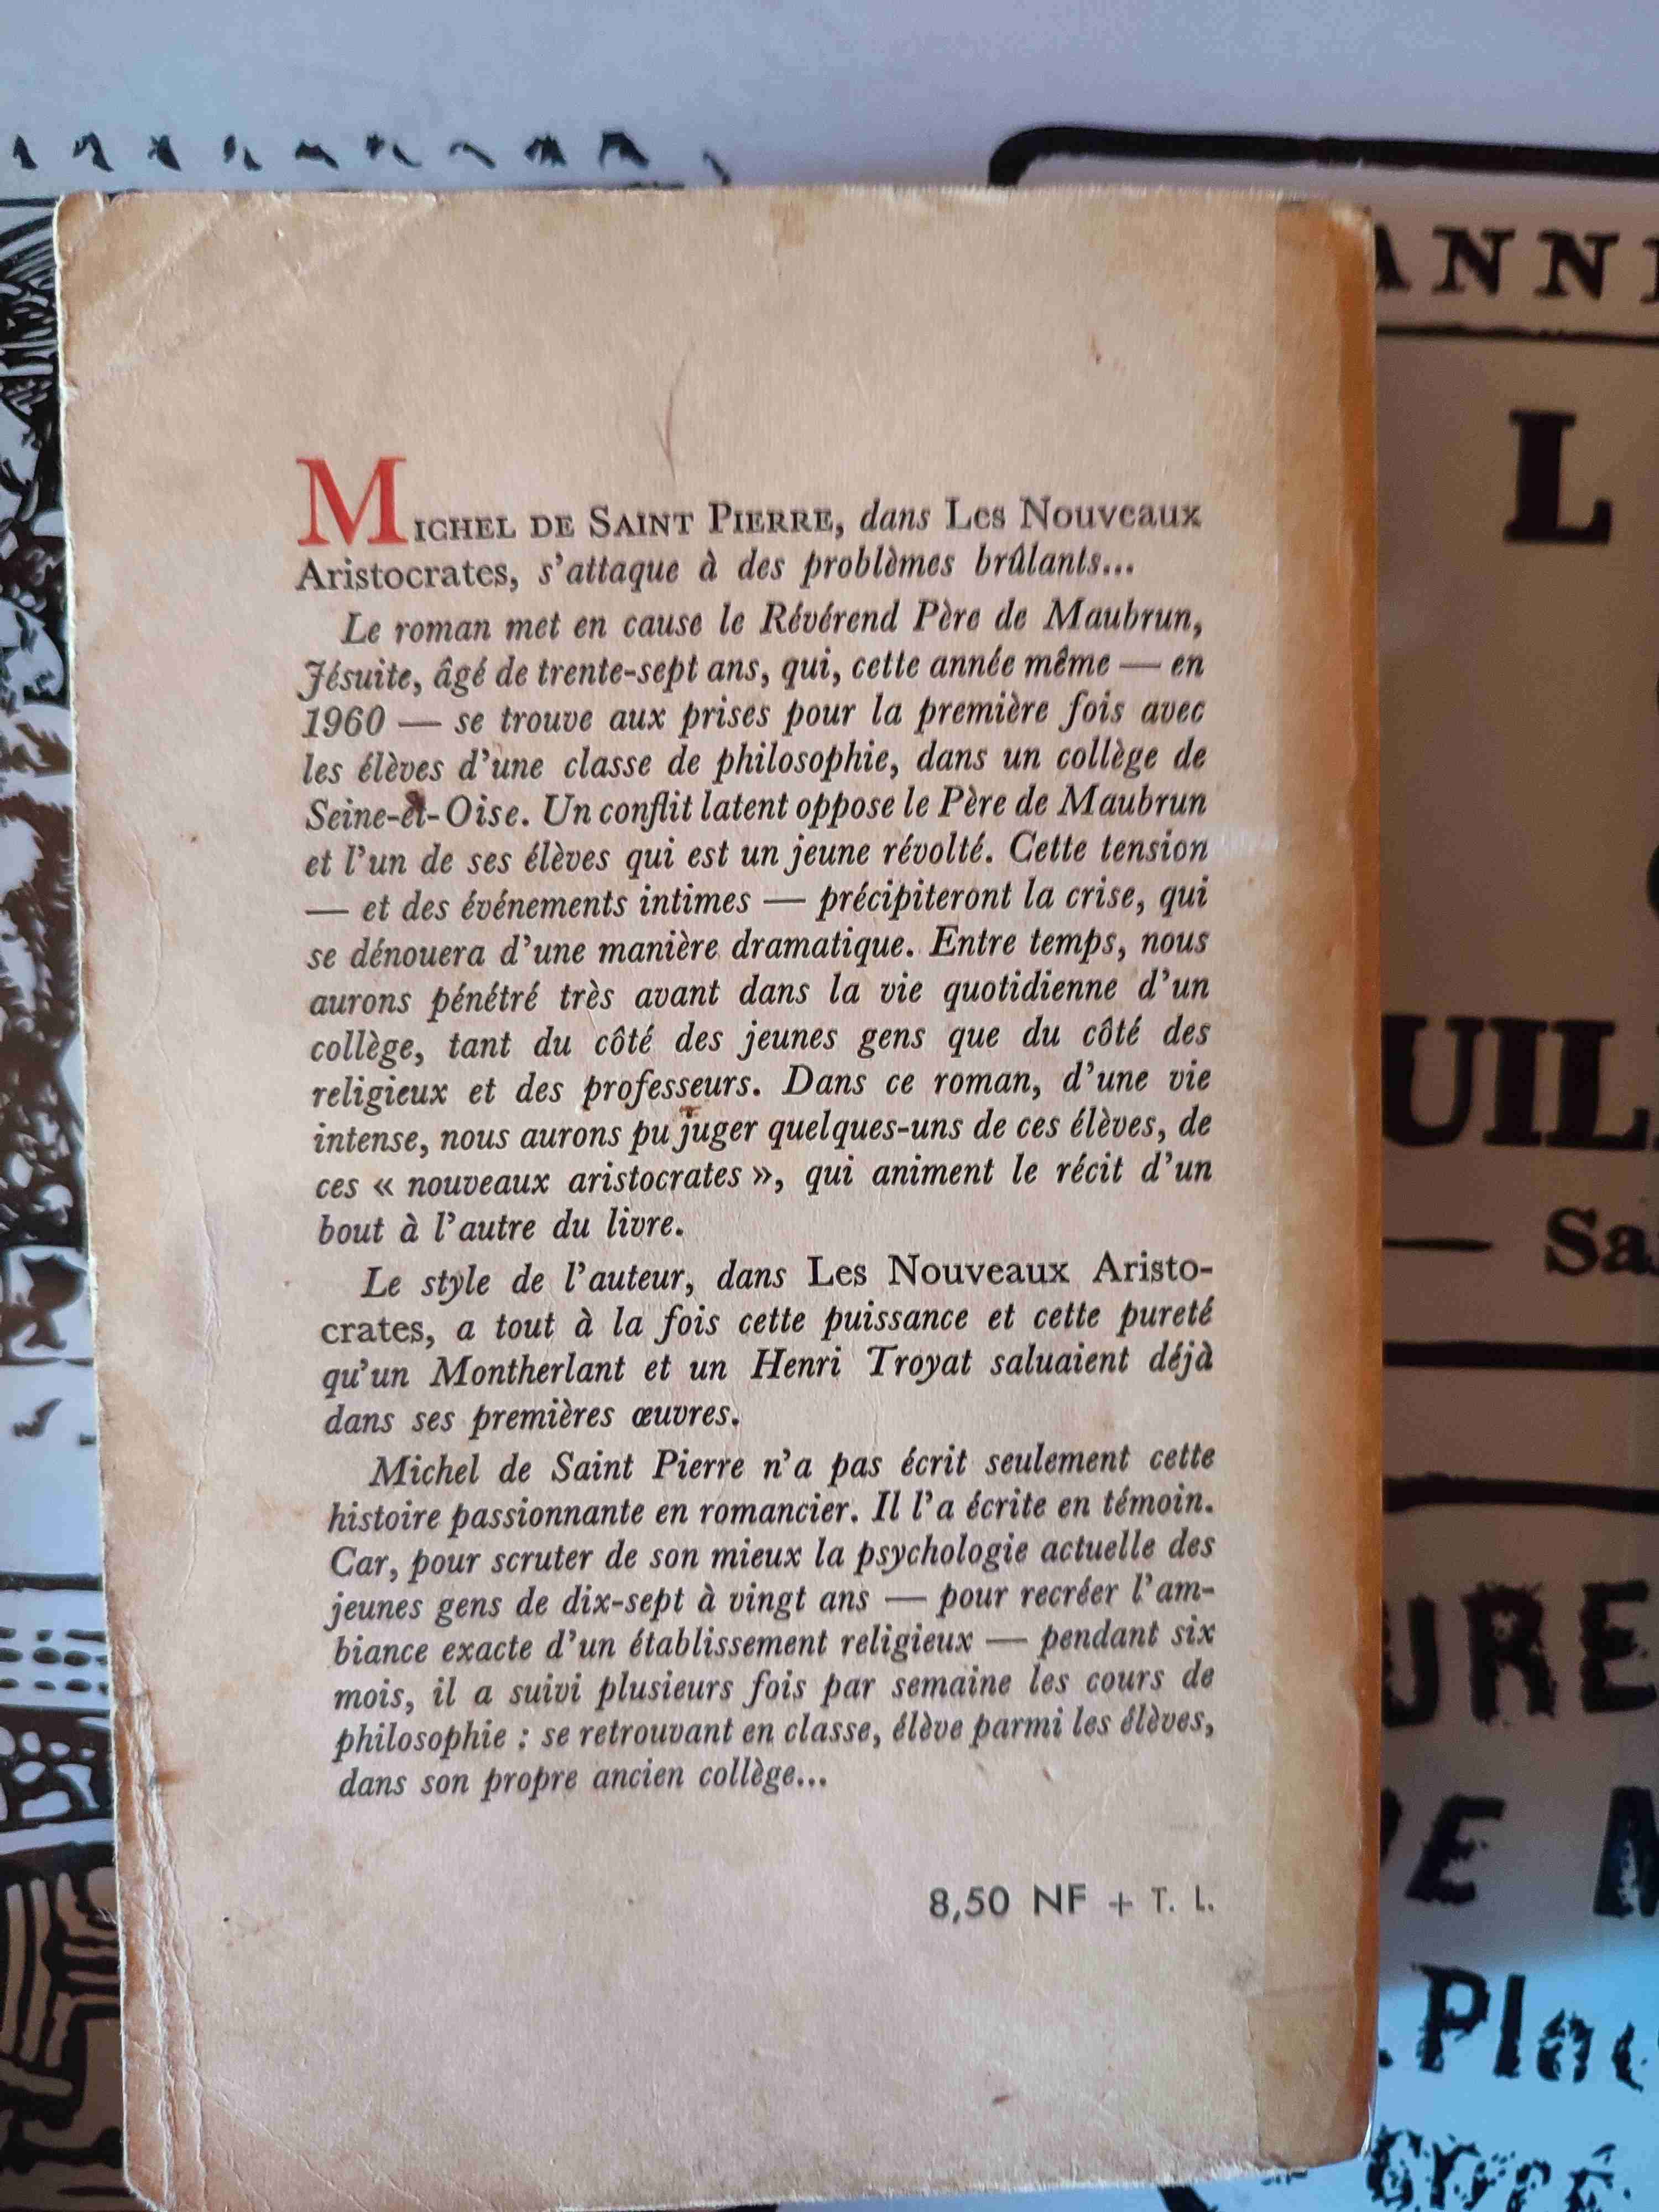 MICHEL DE SAINT PIERRE, dans Les Nouveaux
Aristocrates, s'attaque à des problèmes brûlants...
Le roman met en cause le Révérend Père de Maubrun,
Jésuite, âgé de trente-sept ans, qui, cette année même — en
1960 — se trouve aux prises pour la première fois avec
les élèves d'une classe de philosophie, dans un collège de
Seine-et-Oise. Un conflit latent oppose le Père de Maubrun
et l'un de ses élèves qui est un jeune révolté. Cette tension
— et des événements intimes — précipiteront la crise, qui
se dénouera d'une manière dramatique. Entre temps, nous
aurons pénétré très avant dans la vie quotidienne d'un
collège, tant du côté des jeunes gens que du côté des
religieux et des professeurs. Dans ce roman, d'une vie
intense, nous aurons pu juger quelques-uns de ces élèves, de
ces « nouveaux aristocrates », qui animent le récit d'un
bout à l'autre du livre.
Le style de l'auteur, dans Les Nouveaux Aristo-
crates, a tout à la fois cette puissance et cette pureté
qu'un Montherlant et un Henri Troyat saluaient déjà
dans ses premières œuvres.
Michel de Saint Pierre n'a pas écrit seulement cette
histoire passionnante en romancier. Il l'a écrite en témoin.
Car, pour scruter de son mieux la psychologie actuelle des
jeunes gens de dix-sept à vingt ans — pour recréer l'am-
biance exacte d'un établissement religieux — pendant six
mois, il a suivi plusieurs fois par semaine les cours de
philosophie : se retrouvant en classe, élève parmi les élèves,
dans son propre ancien collège...
8,50 NF + T. L.
ANN
L
UIL
— Sa
URE
E
.Pla